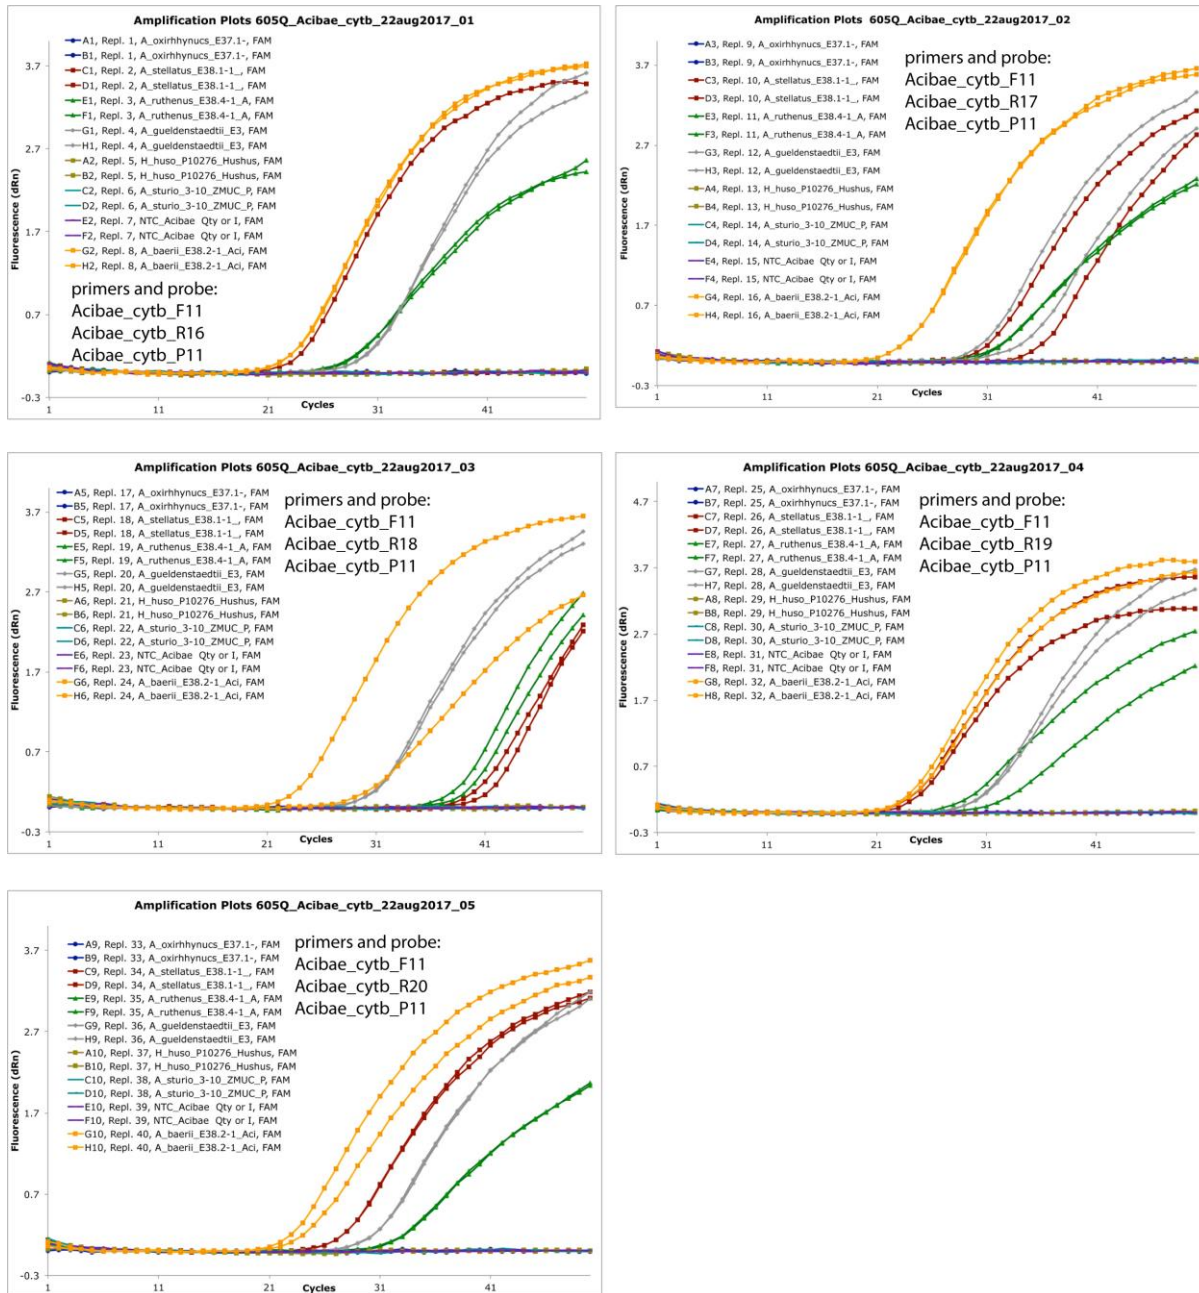 Amplification Plots 605Q_Acibae_cytb_22aug2017_01
A1, Repl. 1, A_oxirhhynucs_E37.1-, FAM
B1, Repl. 1, A_oxirhhynucs_E37.1-, FAM
C1, Repl. 2, A_stellatus_E38.1-1_, FAM
D1, Repl. 2, A_stellatus_E38.1-1_, FAM
E1, Repl. 3, A_ruthenus_E38.4-1_A, FAM
F1, Repl. 3, A_ruthenus_E38.4-1_A, FAM
G1, Repl. 4, A_gueldenstaedtii_E3, FAM
H1, Repl. 4, A_gueldenstaedtii_E3, FAM
A2, Repl. 5, H_huso_P10276_Hushus, FAM
B2, Repl. 5, H_huso_P10276_Hushus, FAM
C2, Repl. 6, A_sturio_3-10_ZMUC_P, FAM
D2, Repl. 6, A_sturio_3-10_ZMUC_P, FAM
E2, Repl. 7, NTC_Acibae Qty or I, FAM
F2, Repl. 7, NTC_Acibae Qty or I, FAM
G2, Repl. 8, A_baerii_E38.2-1_Aci, FAM
H2, Repl. 8, A_baerii_E38.2-1_Aci, FAM
primers and probe:
Acibae_cytb_F11
Acibae_cytb_R16
Acibae_cytb_P11
Fluorescence (dRn)
3.7
2.7
1.7
0.7
-0.3
1 11 21 31 41
Cycles
Amplification Plots 605Q_Acibae_cytb_22aug2017_02
A3, Repl. 9, A_oxirhhynucs_E37.1-, FAM
B3, Repl. 9, A_oxirhhynucs_E37.1-, FAM
C3, Repl. 10, A_stellatus_E38.1-1_, FAM
D3, Repl. 10, A_stellatus_E38.1-1_, FAM
E3, Repl. 11, A_ruthenus_E38.4-1_A, FAM
F3, Repl. 11, A_ruthenus_E38.4-1_A, FAM
G3, Repl. 12, A_gueldenstaedtii_E3, FAM
H3, Repl. 12, A_gueldenstaedtii_E3, FAM
A4, Repl. 13, H_huso_P10276_Hushus, FAM
B4, Repl. 13, H_huso_P10276_Hushus, FAM
C4, Repl. 14, A_sturio_3-10_ZMUC_P, FAM
D4, Repl. 14, A_sturio_3-10_ZMUC_P, FAM
E4, Repl. 15, NTC_Acibae Qty or I, FAM
F4, Repl. 15, NTC_Acibae Qty or I, FAM
G4, Repl. 16, A_baerii_E38.2-1_Aci, FAM
H4, Repl. 16, A_baerii_E38.2-1_Aci, FAM
primers and probe:
Acibae_cytb_F11
Acibae_cytb_R17
Acibae_cytb_P11
Fluorescence (dRn)
3.7
2.7
1.7
0.7
-0.3
1 11 21 31 41
Cycles
Amplification Plots 605Q_Acibae_cytb_22aug2017_03
A5, Repl. 17, A_oxirhhynucs_E37.1-, FAM
B5, Repl. 17, A_oxirhhynucs_E37.1-, FAM
C5, Repl. 18, A_stellatus_E38.1-1_, FAM
D5, Repl. 18, A_stellatus_E38.1-1_, FAM
E5, Repl. 19, A_ruthenus_E38.4-1_A, FAM
F5, Repl. 19, A_ruthenus_E38.4-1_A, FAM
G5, Repl. 20, A_gueldenstaedtii_E3, FAM
H5, Repl. 20, A_gueldenstaedtii_E3, FAM
A6, Repl. 21, H_huso_P10276_Hushus, FAM
B6, Repl. 21, H_huso_P10276_Hushus, FAM
C6, Repl. 22, A_sturio_3-10_ZMUC_P, FAM
D6, Repl. 22, A_sturio_3-10_ZMUC_P, FAM
E6, Repl. 23, NTC_Acibae Qty or I, FAM
F6, Repl. 23, NTC_Acibae Qty or I, FAM
G6, Repl. 24, A_baerii_E38.2-1_Aci, FAM
H6, Repl. 24, A_baerii_E38.2-1_Aci, FAM
primers and probe:
Acibae_cytb_F11
Acibae_cytb_R18
Acibae_cytb_P11
Fluorescence (dRn)
3.7
2.7
1.7
0.7
-0.3
1 11 21 31 41
Cycles
Amplification Plots 605Q_Acibae_cytb_22aug2017_04
A7, Repl. 25, A_oxirhhynucs_E37.1-, FAM
B7, Repl. 25, A_oxirhhynucs_E37.1-, FAM
C7, Repl. 26, A_stellatus_E38.1-1_, FAM
D7, Repl. 26, A_stellatus_E38.1-1_, FAM
E7, Repl. 27, A_ruthenus_E38.4-1_A, FAM
F7, Repl. 27, A_ruthenus_E38.4-1_A, FAM
G7, Repl. 28, A_gueldenstaedtii_E3, FAM
H7, Repl. 28, A_gueldenstaedtii_E3, FAM
A8, Repl. 29, H_huso_P10276_Hushus, FAM
B8, Repl. 29, H_huso_P10276_Hushus, FAM
C8, Repl. 30, A_sturio_3-10_ZMUC_P, FAM
D8, Repl. 30, A_sturio_3-10_ZMUC_P, FAM
E8, Repl. 31, NTC_Acibae Qty or I, FAM
F8, Repl. 31, NTC_Acibae Qty or I, FAM
G8, Repl. 32, A_baerii_E38.2-1_Aci, FAM
H8, Repl. 32, A_baerii_E38.2-1_Aci, FAM
primers and probe:
Acibae_cytb_F11
Acibae_cytb_R19
Acibae_cytb_P11
Fluorescence (dRn)
4.7
3.7
2.7
1.7
0.7
-0.3
1 11 21 31 41
Cycles
Amplification Plots 605Q_Acibae_cytb_22aug2017_05
A9, Repl. 33, A_oxirhhynucs_E37.1-, FAM
B9, Repl. 33, A_oxirhhynucs_E37.1-, FAM
C9, Repl. 34, A_stellatus_E38.1-1_, FAM
D9, Repl. 34, A_stellatus_E38.1-1_, FAM
E9, Repl. 35, A_ruthenus_E38.4-1_A, FAM
F9, Repl. 35, A_ruthenus_E38.4-1_A, FAM
G9, Repl. 36, A_gueldenstaedtii_E3, FAM
H9, Repl. 36, A_gueldenstaedtii_E3, FAM
A10, Repl. 37, H_huso_P10276_Hushus, FAM
B10, Repl. 37, H_huso_P10276_Hushus, FAM
C10, Repl. 38, A_sturio_3-10_ZMUC_P, FAM
D10, Repl. 38, A_sturio_3-10_ZMUC_P, FAM
E10, Repl. 39, NTC_Acibae Qty or I, FAM
F10, Repl. 39, NTC_Acibae Qty or I, FAM
G10, Repl. 40, A_baerii_E38.2-1_Aci, FAM
H10, Repl. 40, A_baerii_E38.2-1_Aci, FAM
primers and probe:
Acibae_cytb_F11
Acibae_cytb_R20
Acibae_cytb_P11
Fluorescence (dRn)
3.7
2.7
1.7
0.7
-0.3
1 11 21 31 41
Cycles